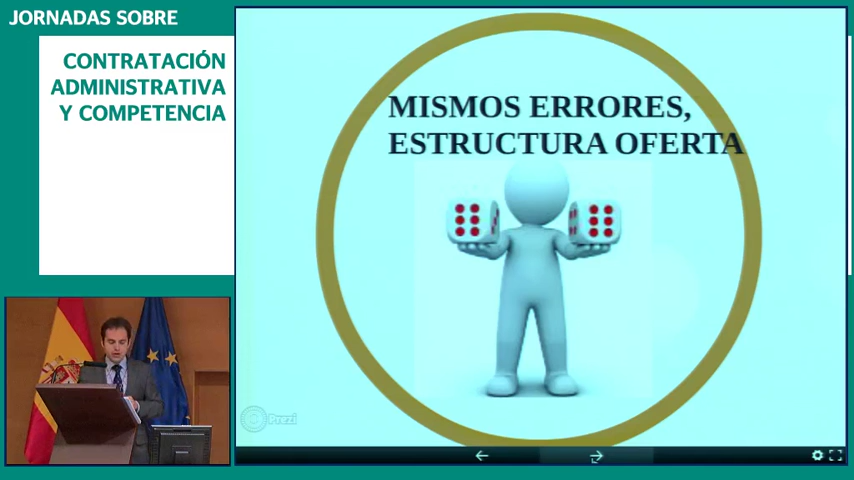 JORNADAS SOBRE
CONTRATACIÓN
ADMINISTRATIVA
Y COMPETENCIA
MISMOS ERRORES,
ESTRUCTURA OFERTA
Prezi